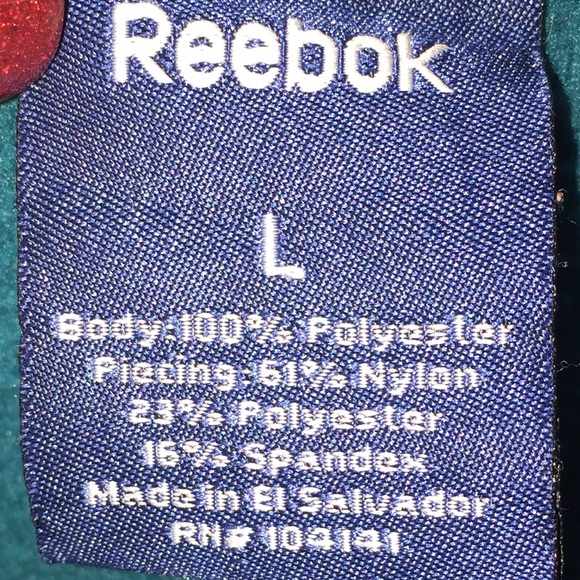 Reebok
L
Body:100% Polyester
Piecing:61% Nylon
23% Polyester
16% Spandex
Made in El Salvador
RN# 104141